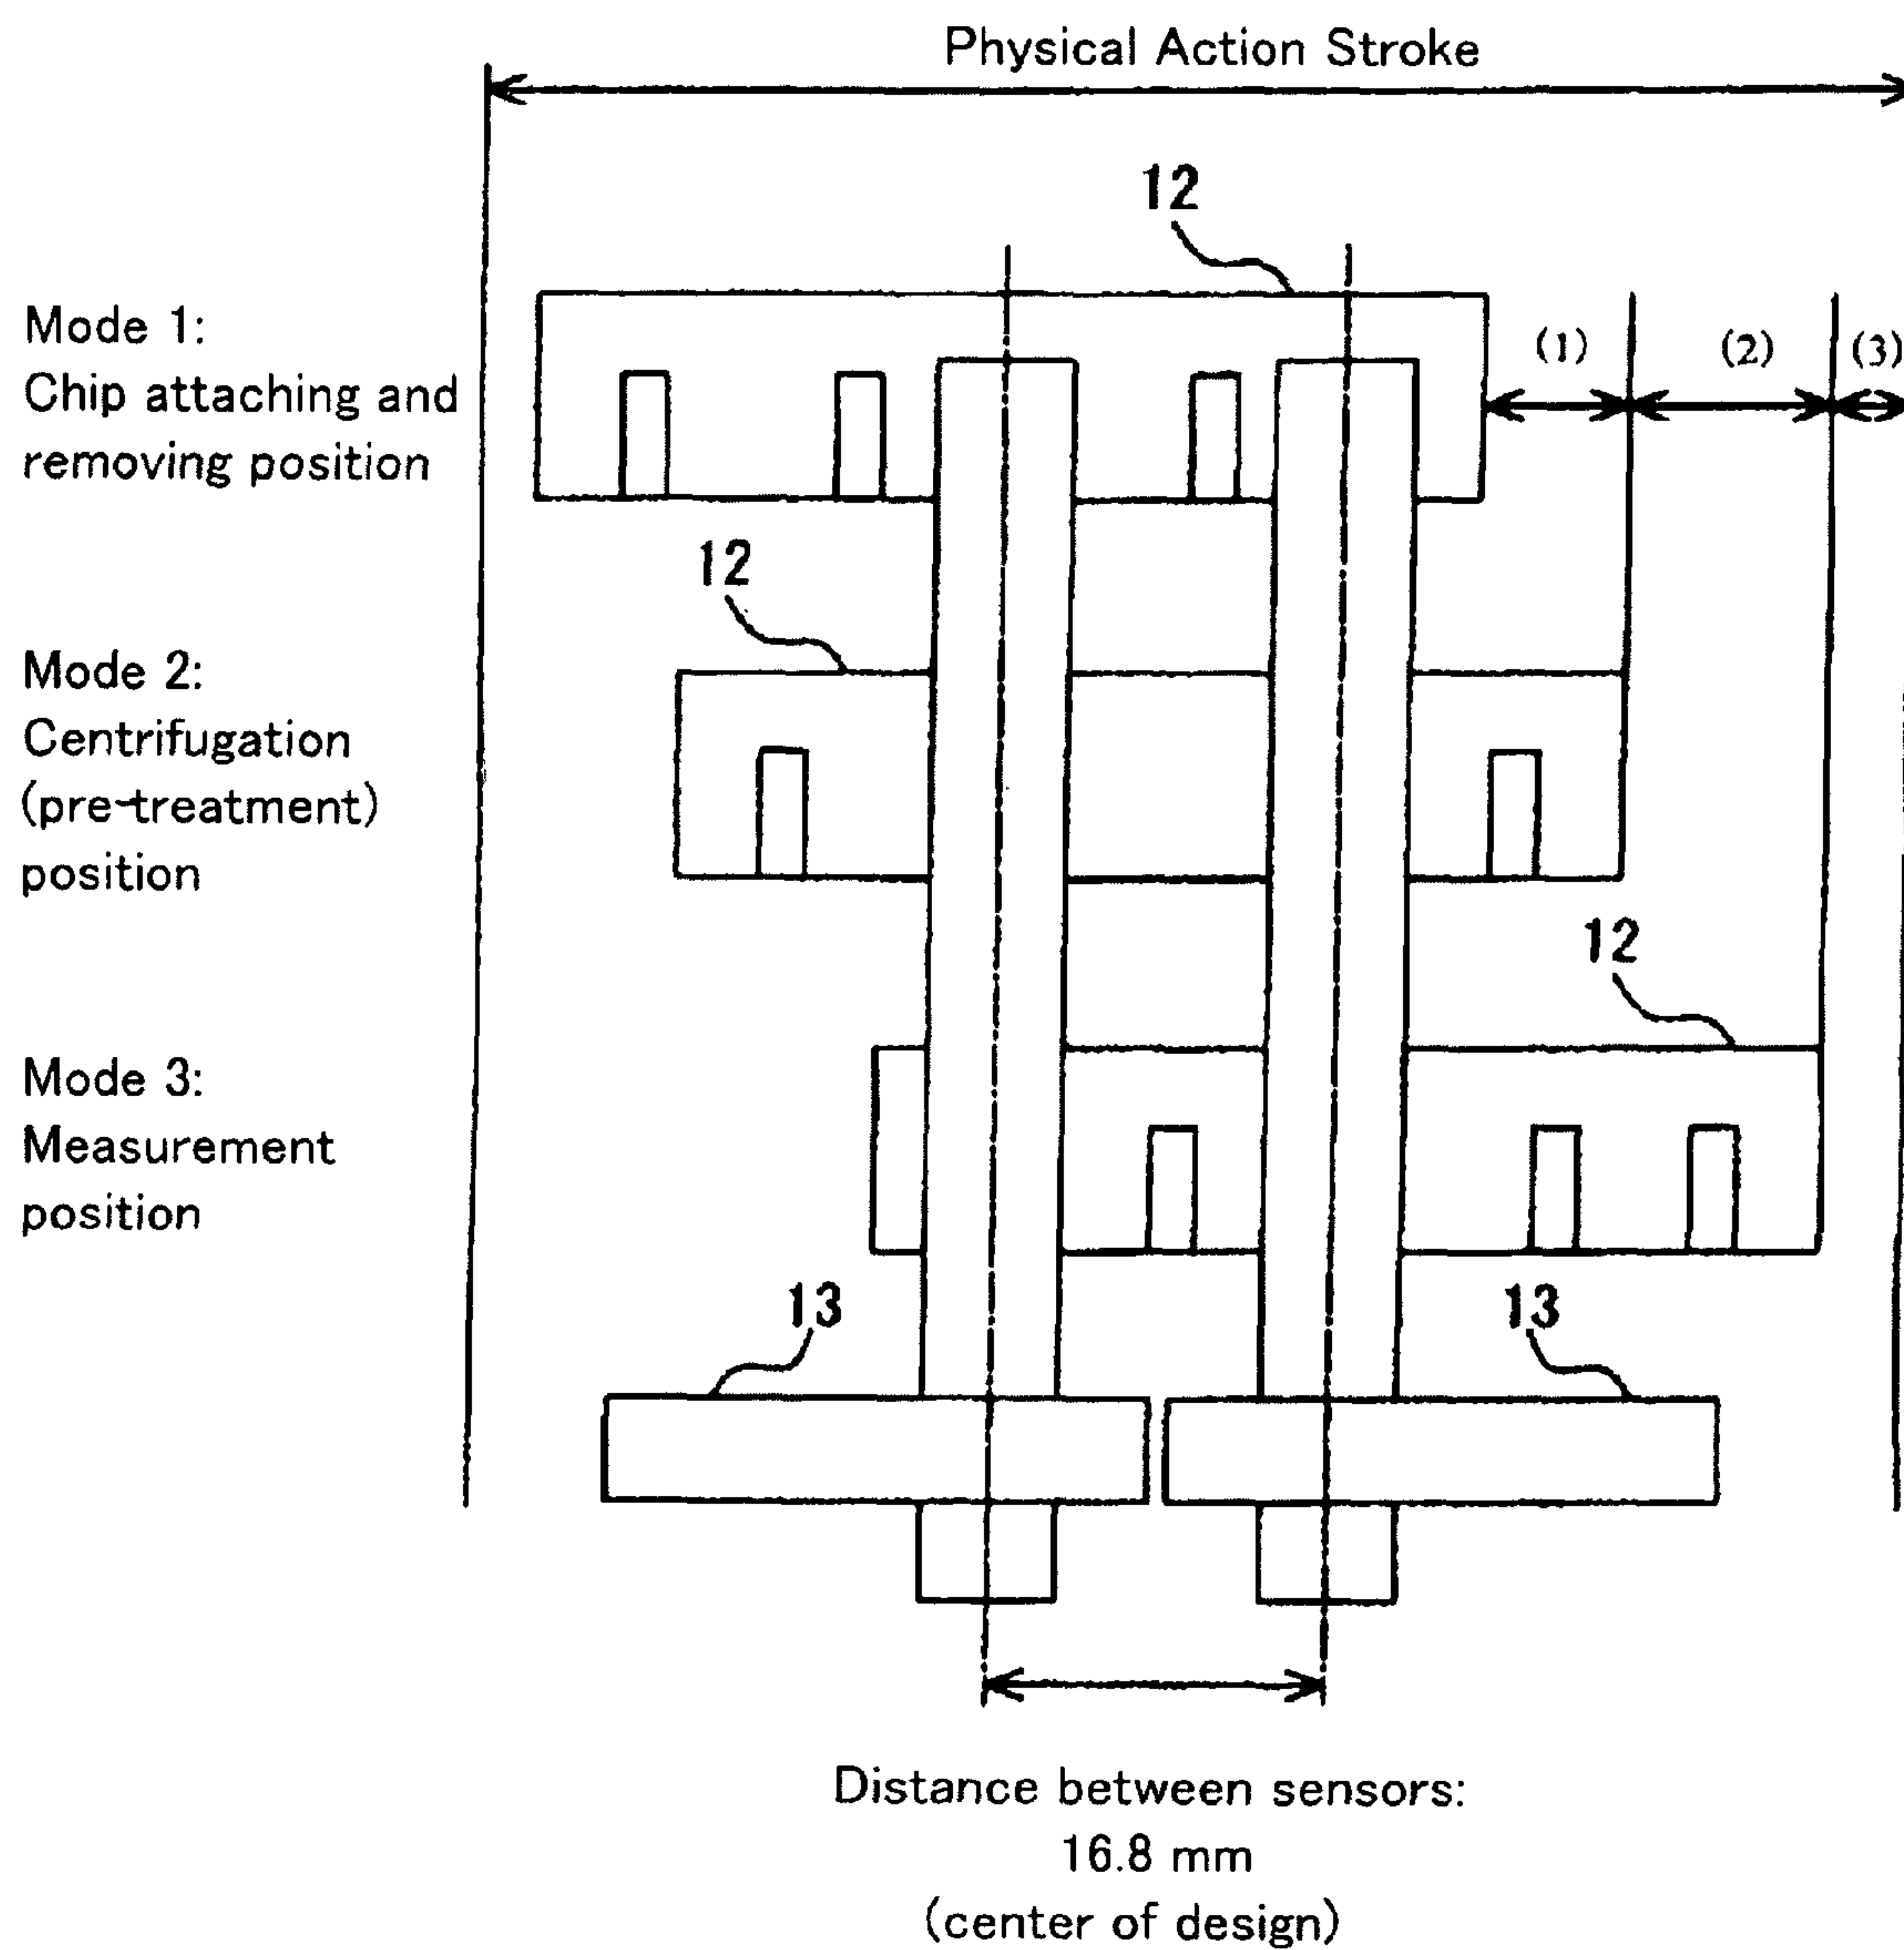 Physical Action Stroke
12
Mode 1:
Chip attaching and
removing position
(1)
(2)
(3)
12
Mode 2:
Centrifugation
(pre-treatment)
position
12
Mode 3:
Measurement
position
13
13
Distance between sensors:
16.8 mm
(center of design)